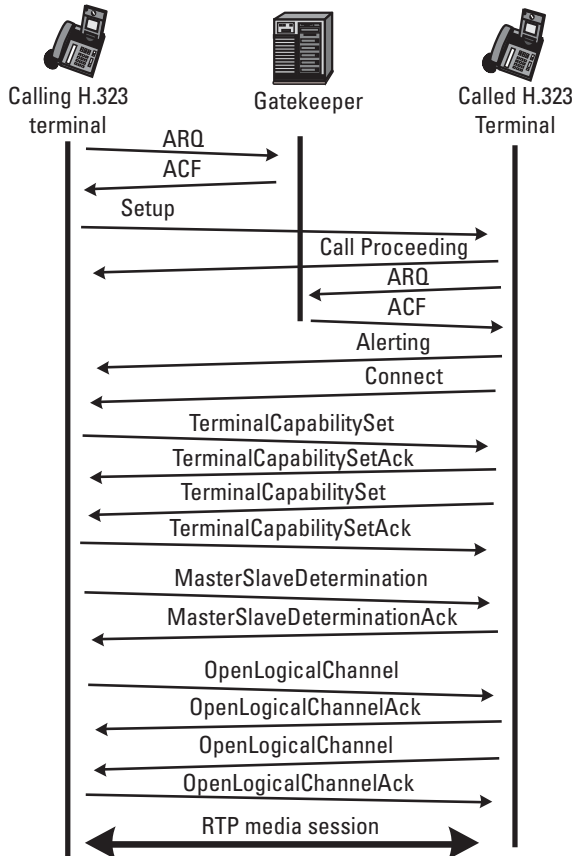 Calling H.323
terminal
Gatekeeper
Called H.323
Terminal
ARQ
ACF
Setup
Call Proceeding
ARQ
ACF
Alerting
Connect
TerminalCapabilitySet
TerminalCapabilitySetAck
TerminalCapabilitySet
TerminalCapabilitySetAck
MasterSlaveDetermination
MasterSlaveDeterminationAck
OpenLogicalChannel
OpenLogicalChannelAck
OpenLogicalChannel
OpenLogicalChannelAck
RTP media session